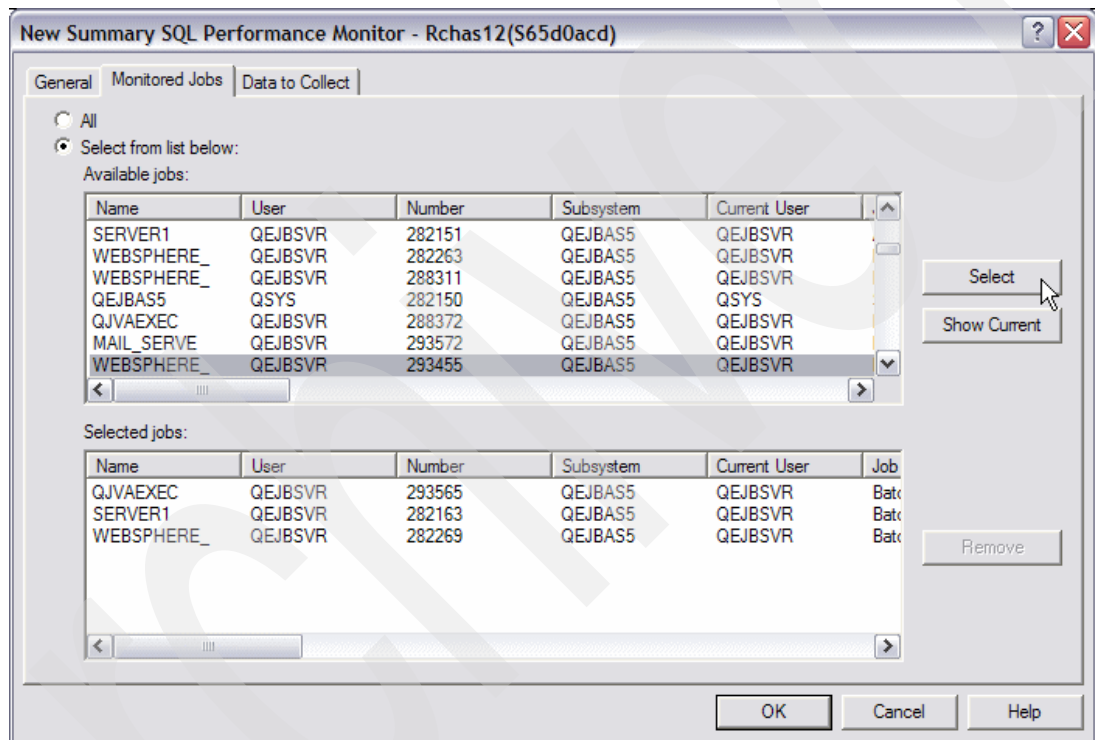 New Summary SQL Performance Monitor - Rchas12(S65d0acd)
General Monitored Jobs Data to Collect
All
Select from list below:
Available jobs:
Name User Number Subsystem Current User
SERVER1 QEJBSVR 282151 QEJBAS5 QEJBSVR
WEBSPHERE_ QEJBSVR 282263 QEJBAS5 QEJBSVR
WEBSPHERE_ QEJBSVR 288311 QEJBAS5 QEJBSVR
QEJBAS5 QSYS 282150 QEJBAS5 QSYS
QJVAEXEC QEJBSVR 288372 QEJBAS5 QEJBSVR
MAIL_SERVE QEJBSVR 293572 QEJBAS5 QEJBSVR
WEBSPHERE_ QEJBSVR 293455 QEJBAS5 QEJBSVR
Select
Show Current
Selected jobs:
Name User Number Subsystem Current User Job
QJVAEXEC QEJBSVR 293565 QEJBAS5 QEJBSVR Batc
SERVER1 QEJBSVR 282163 QEJBAS5 QEJBSVR Batc
WEBSPHERE_ QEJBSVR 282269 QEJBAS5 QEJBSVR Batc
Remove
OK Cancel Help